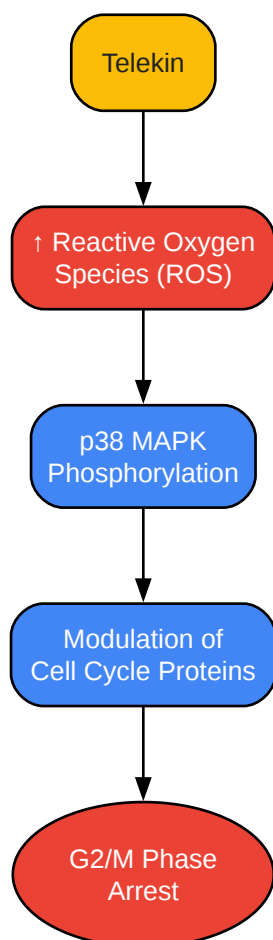 Telekin
↑ Reactive Oxygen
Species (ROS)
p38 MAPK
Phosphorylation
Modulation of
Cell Cycle Proteins
G2/M Phase
Arrest